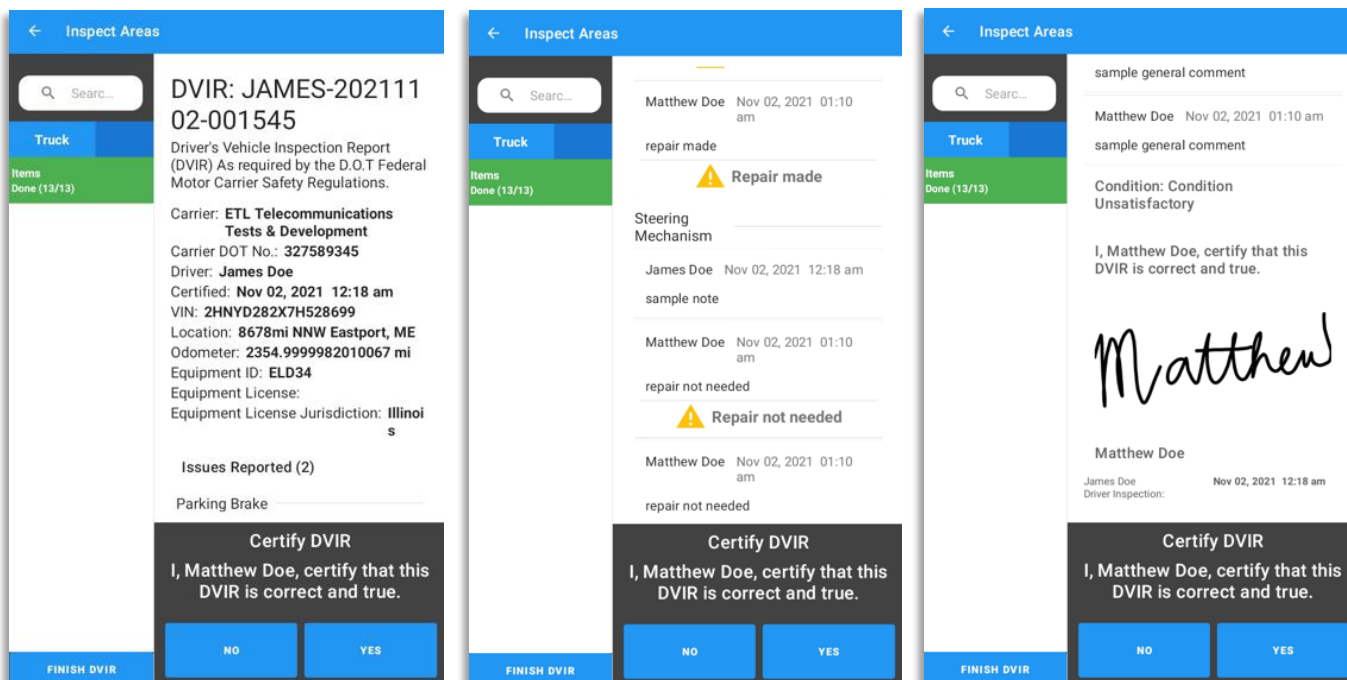 Inspect Areas
Searc...
Truck
Items
Done (13/13)
FINISH DVIR
DVIR: JAMES-202111
02-001545
Driver's Vehicle Inspection Report
(DVIR) As required by the D.O.T Federal
Motor Carrier Safety Regulations.
Carrier: ETL Telecommunications
Tests & Development
Carrier DOT No.: 327589345
Driver: James Doe
Certified: Nov 02, 2021 12:18 am
VIN: 2HNYD282X7H528699
Location: 8678mi NNW Eastport, ME
Odometer: 2354.9999982010067 mi
Equipment ID: ELD34
Equipment License:
Equipment License Jurisdiction: Illinoi
s
Issues Reported (2)
Parking Brake
Certify DVIR
I, Matthew Doe, certify that this
DVIR is correct and true.
NO YES
Inspect Areas
Searc...
Truck
Items
Done (13/13)
FINISH DVIR
Matthew Doe Nov 02, 2021 01:10
am
repair made
Repair made
Steering
Mechanism
James Doe Nov 02, 2021 12:18 am
sample note
Matthew Doe Nov 02, 2021 01:10
am
repair not needed
Repair not needed
Matthew Doe Nov 02, 2021 01:10
am
repair not needed
Certify DVIR
I, Matthew Doe, certify that this
DVIR is correct and true.
NO YES
Inspect Areas
Searc...
Truck
Items
Done (13/13)
FINISH DVIR
sample general comment
Matthew Doe Nov 02, 2021 01:10 am
sample general comment
Condition: Condition
Unsatisfactory
I, Matthew Doe, certify that this
DVIR is correct and true.
Matthew
Matthew Doe
James Doe Nov 02, 2021 12:18 am
Driver Inspection:
Certify DVIR
I, Matthew Doe, certify that this
DVIR is correct and true.
NO YES